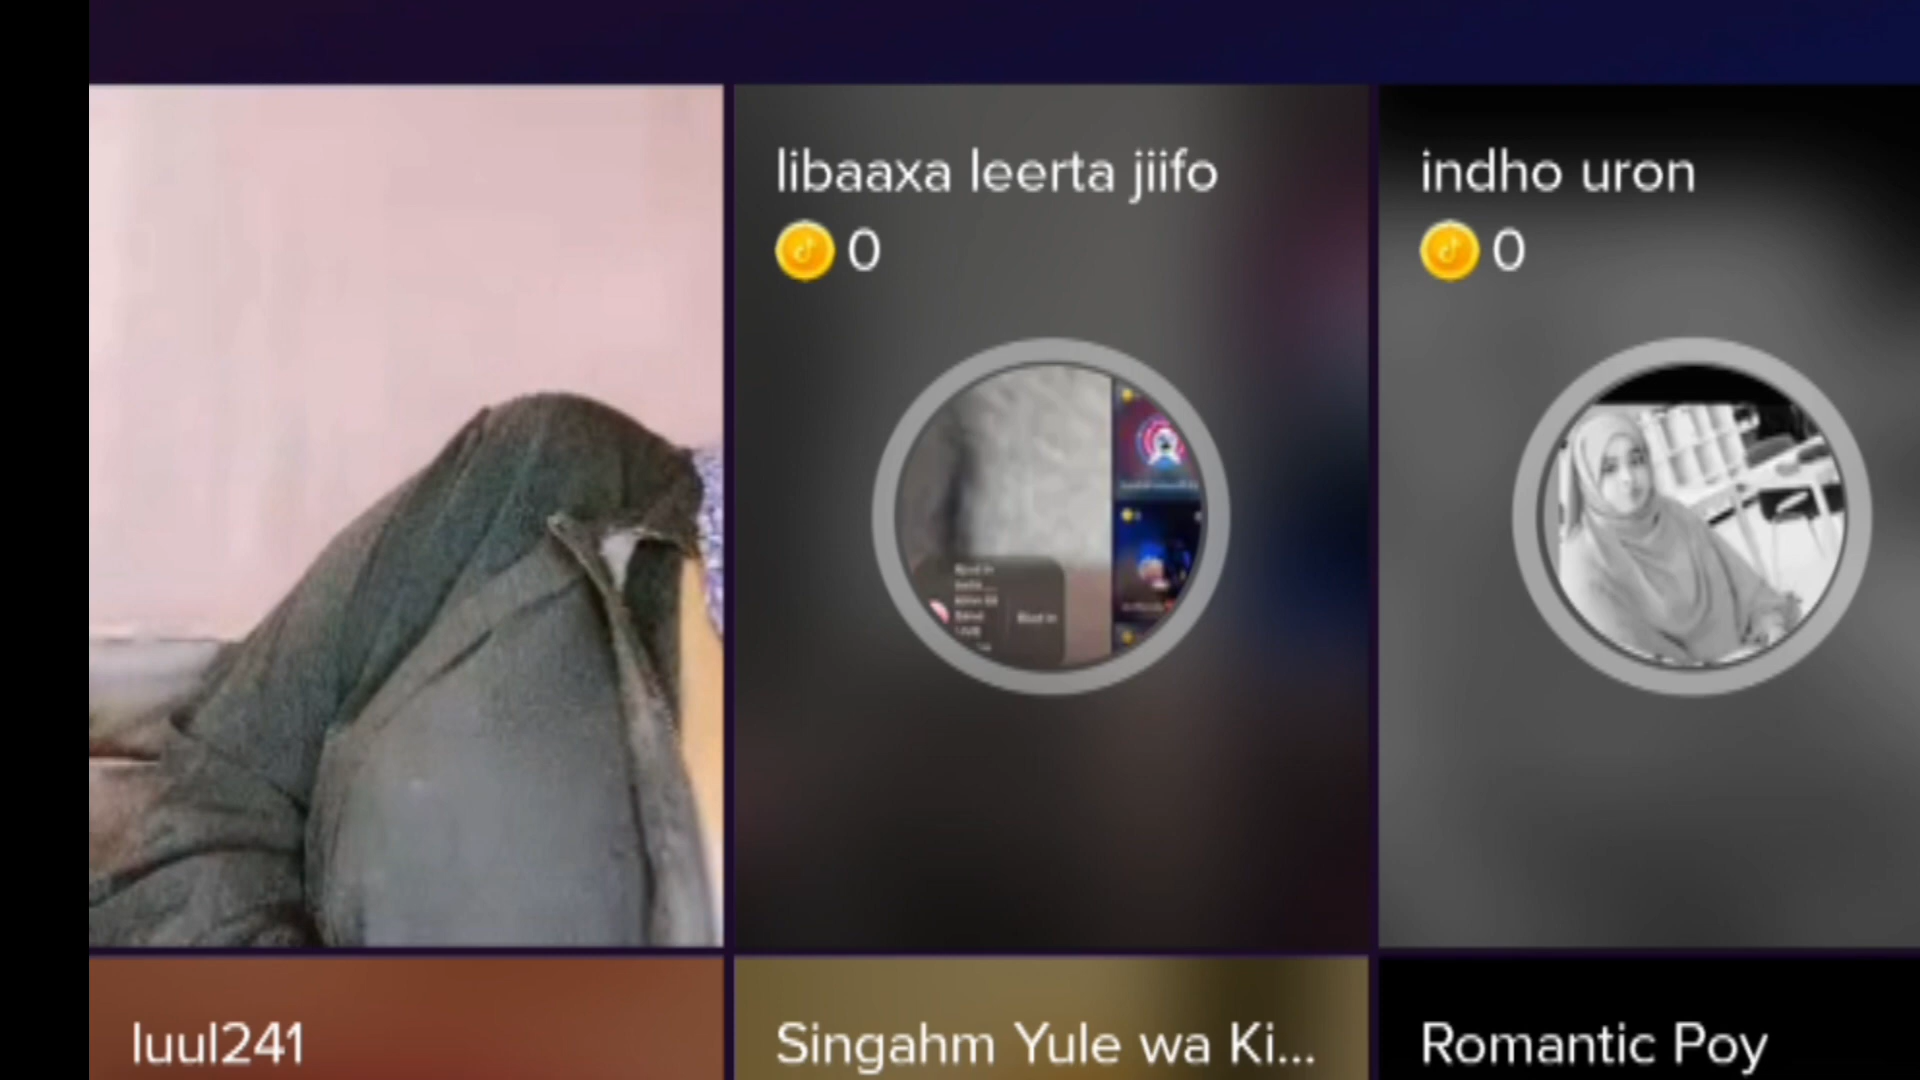 libaaxa leerta jiifo
0
indho uron
0
luul241
Singahm Yule wa Ki...
Romantic Poy